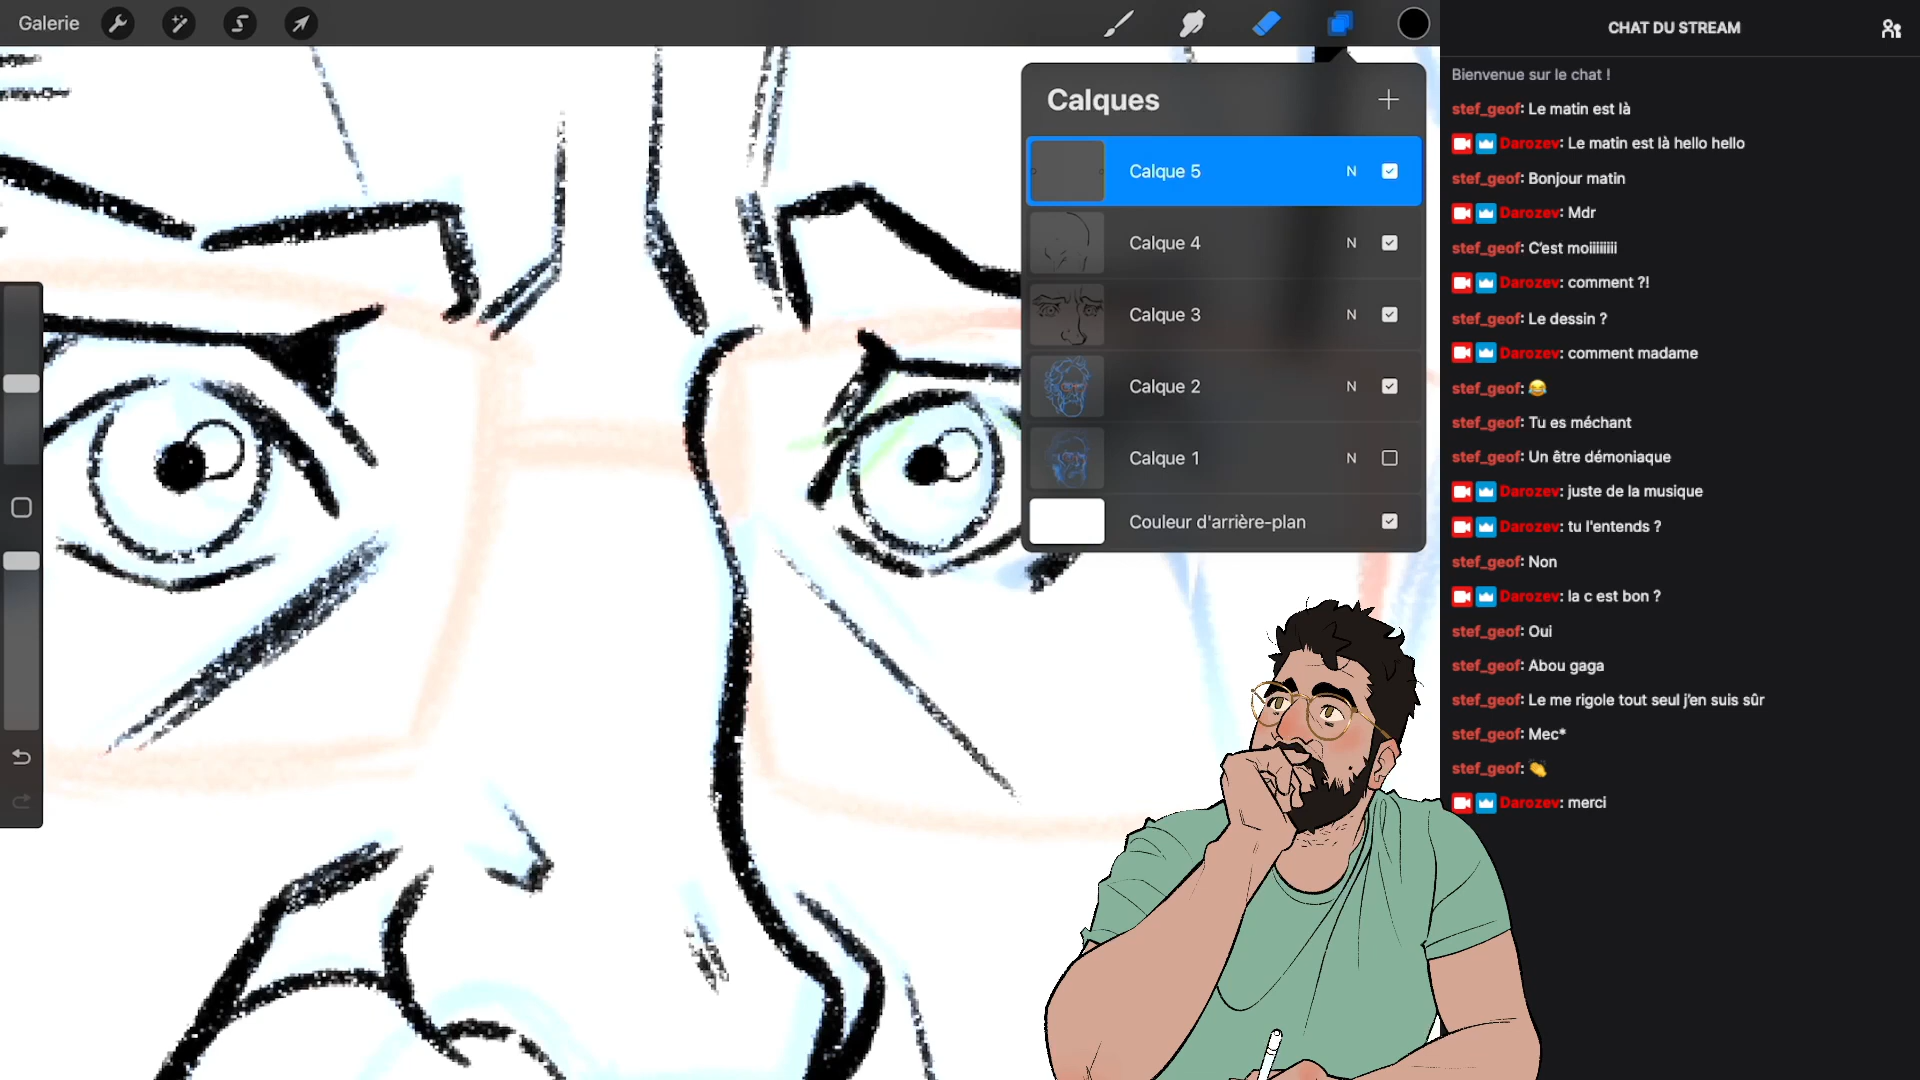 Galerie
Calques
Calque 5 N
Calque 4 N
Calque 3 N
Calque 2 N
Calque 1 N
Couleur d'arrière-plan
CHAT DU STREAM
Bienvenue sur le chat !
stef_geof: Le matin est là
Darozev: Le matin est là hello hello
stef_geof: Bonjour matin
Darozev: Mdr
stef_geof: C'est moiiiiiiiii
Darozev: comment ?!
stef_geof: Le dessin ?
Darozev: comment madame
stef_geof: 😂
stef_geof: Tu es méchant
stef_geof: Un être démoniaque
Darozev: juste de la musique
Darozev: tu l'entends ?
stef_geof: Non
Darozev: la c est bon ?
stef_geof: Oui
stef_geof: Abou gaga
stef_geof: Le me rigole tout seul j'en suis sûr
stef_geof: Mec*
stef_geof: 👏
Darozev: merci